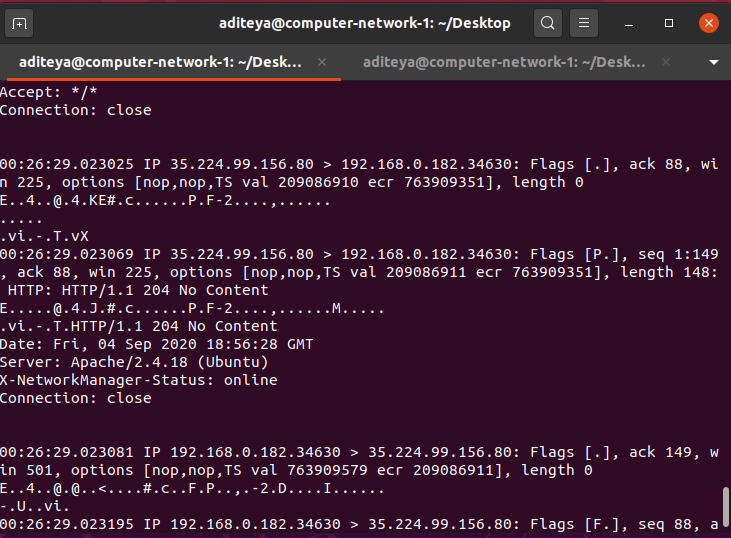 aditeya@computer-network-1: ~/Desktop
aditeya@computer-network-1: ~/Desk...
aditeya@computer-network-1: ~/Desk...
Accept: */*
Connection: close
00:26:29.023025 IP 35.224.99.156.80 > 192.168.0.182.34630: Flags [.], ack 88, wi
n 225, options [nop,nop,TS val 209086910 ecr 763909351], length 0
E..4..@.4.KE#.c......P.F-2....,......
.....
.vi.-.T.vX
00:26:29.023069 IP 35.224.99.156.80 > 192.168.0.182.34630: Flags [P.], seq 1:149
, ack 88, win 225, options [nop,nop,TS val 209086911 ecr 763909351], length 148:
 HTTP: HTTP/1.1 204 No Content
E.....@.4.J.#.c......P.F-2....,......M.....
.vi.-.T.HTTP/1.1 204 No Content
Date: Fri, 04 Sep 2020 18:56:28 GMT
Server: Apache/2.4.18 (Ubuntu)
X-NetworkManager-Status: online
Connection: close
00:26:29.023081 IP 192.168.0.182.34630 > 35.224.99.156.80: Flags [.], ack 149, w
in 501, options [nop,nop,TS val 763909579 ecr 209086911], length 0
E..4..@.@..<....#.c..F.P..,.-2.D....I......
-.U..vi.
00:26:29.023195 IP 192.168.0.182.34630 > 35.224.99.156.80: Flags [F.], seq 88, a